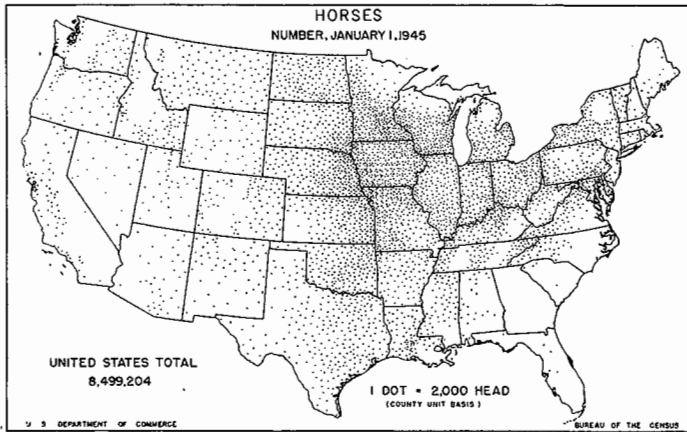 HORSES
NUMBER, JANUARY 1, 1945
UNITED STATES TOTAL
8,499,204
1 DOT = 2,000 HEAD
(COUNTY UNIT BASIS)
U S DEPARTMENT OF COMMERCE
BUREAU OF THE CENSUS